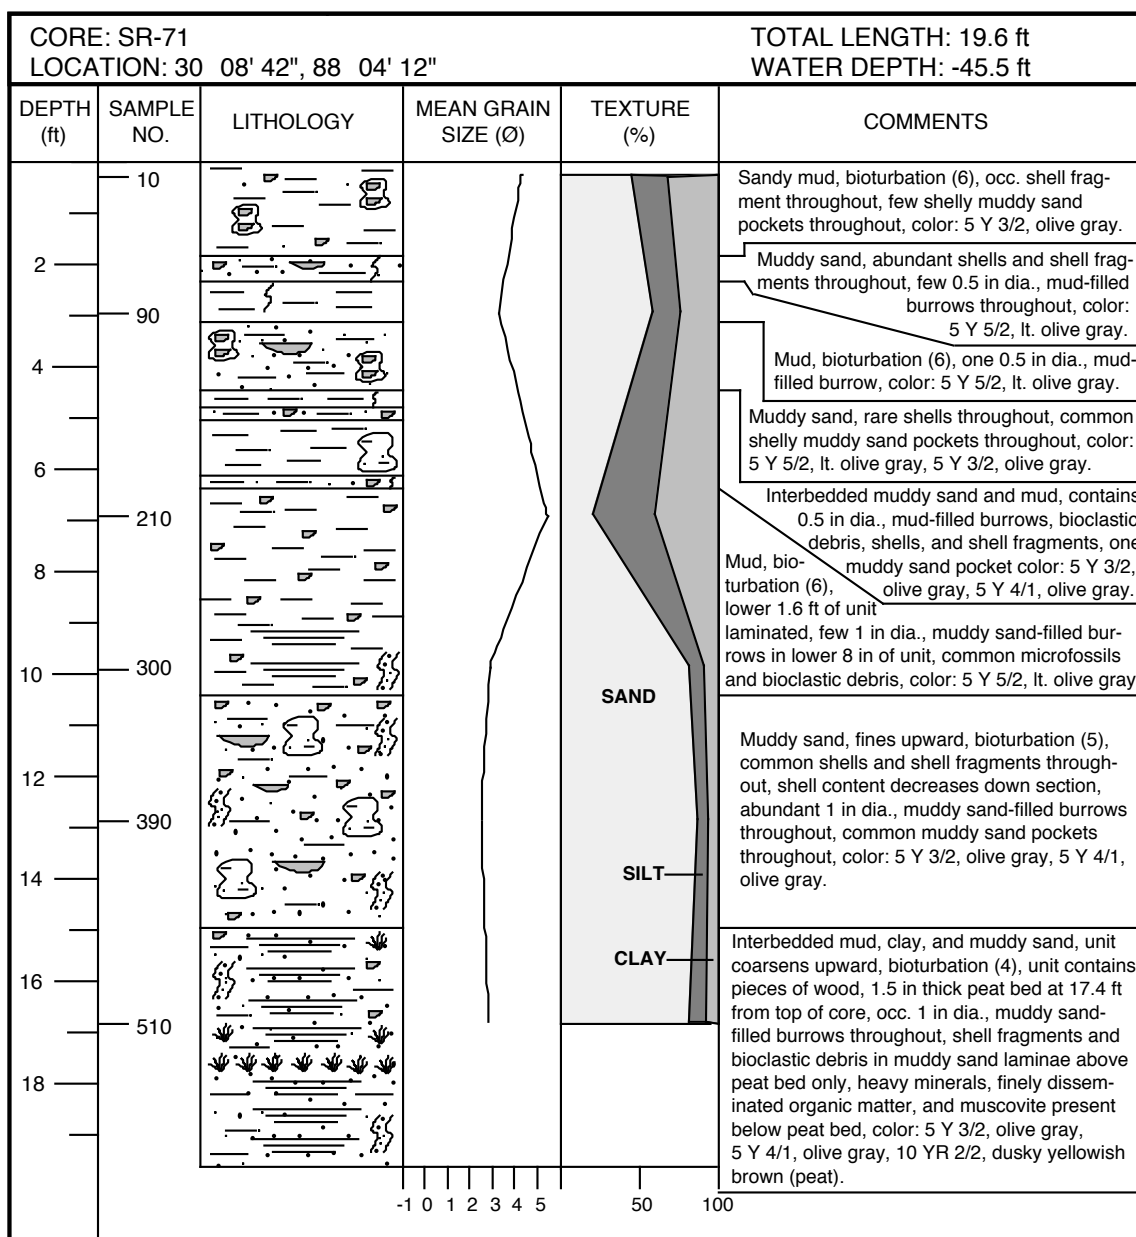 CORE: SR-71
LOCATION: 30 08' 42", 88 04' 12"
TOTAL LENGTH: 19.6 ft
WATER DEPTH: -45.5 ft
DEPTH
(ft)
SAMPLE
NO.
LITHOLOGY
MEAN GRAIN
SIZE (Ø)
TEXTURE
(%)
COMMENTS
10
2
90
4
6
210
8
10
300
12
390
14
16
510
18
SAND
SILT
CLAY
Sandy mud, bioturbation (6), occ. shell frag-
ment throughout, few shelly muddy sand
pockets throughout, color: 5 Y 3/2, olive gray.
Muddy sand, abundant shells and shell frag-
ments throughout, few 0.5 in dia., mud-filled
burrows throughout, color:
5 Y 5/2, lt. olive gray.
Mud, bioturbation (6), one 0.5 in dia., mud-
filled burrow, color: 5 Y 5/2, lt. olive gray.
Muddy sand, rare shells throughout, common
shelly muddy sand pockets throughout, color:
5 Y 5/2, lt. olive gray, 5 Y 3/2, olive gray.
Interbedded muddy sand and mud, contains
0.5 in dia., mud-filled burrows, bioclastic
debris, shells, and shell fragments, one
muddy sand pocket color: 5 Y 3/2,
olive gray, 5 Y 4/1, olive gray.
Mud, bio-
turbation (6),
lower 1.6 ft of unit
laminated, few 1 in dia., muddy sand-filled bur-
rows in lower 8 in of unit, common microfossils
and bioclastic debris, color: 5 Y 5/2, lt. olive gray
Muddy sand, fines upward, bioturbation (5),
common shells and shell fragments through-
out, shell content decreases down section,
abundant 1 in dia., muddy sand-filled burrows
throughout, common muddy sand pockets
throughout, color: 5 Y 3/2, olive gray, 5 Y 4/1,
olive gray.
Interbedded mud, clay, and muddy sand, unit
coarsens upward, bioturbation (4), unit contains
pieces of wood, 1.5 in thick peat bed at 17.4 ft
from top of core, occ. 1 in dia., muddy sand-
filled burrows throughout, shell fragments and
bioclastic debris in muddy sand laminae above
peat bed only, heavy minerals, finely dissem-
inated organic matter, and muscovite present
below peat bed, color: 5 Y 3/2, olive gray,
5 Y 4/1, olive gray, 10 YR 2/2, dusky yellowish
brown (peat).
-1 0 1 2 3 4 5
50 100